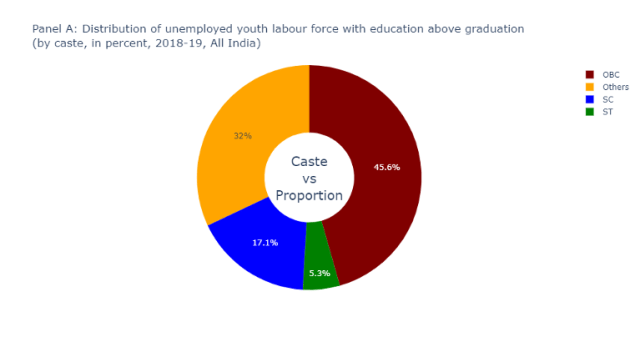 Panel A: Distribution of unemployed youth labour force with education above graduation
(by caste, in percent, 2018-19, All India)
OBC
Others
SC
ST
32%
45.6%
Caste
vs
Proportion
17.1%
5.3%